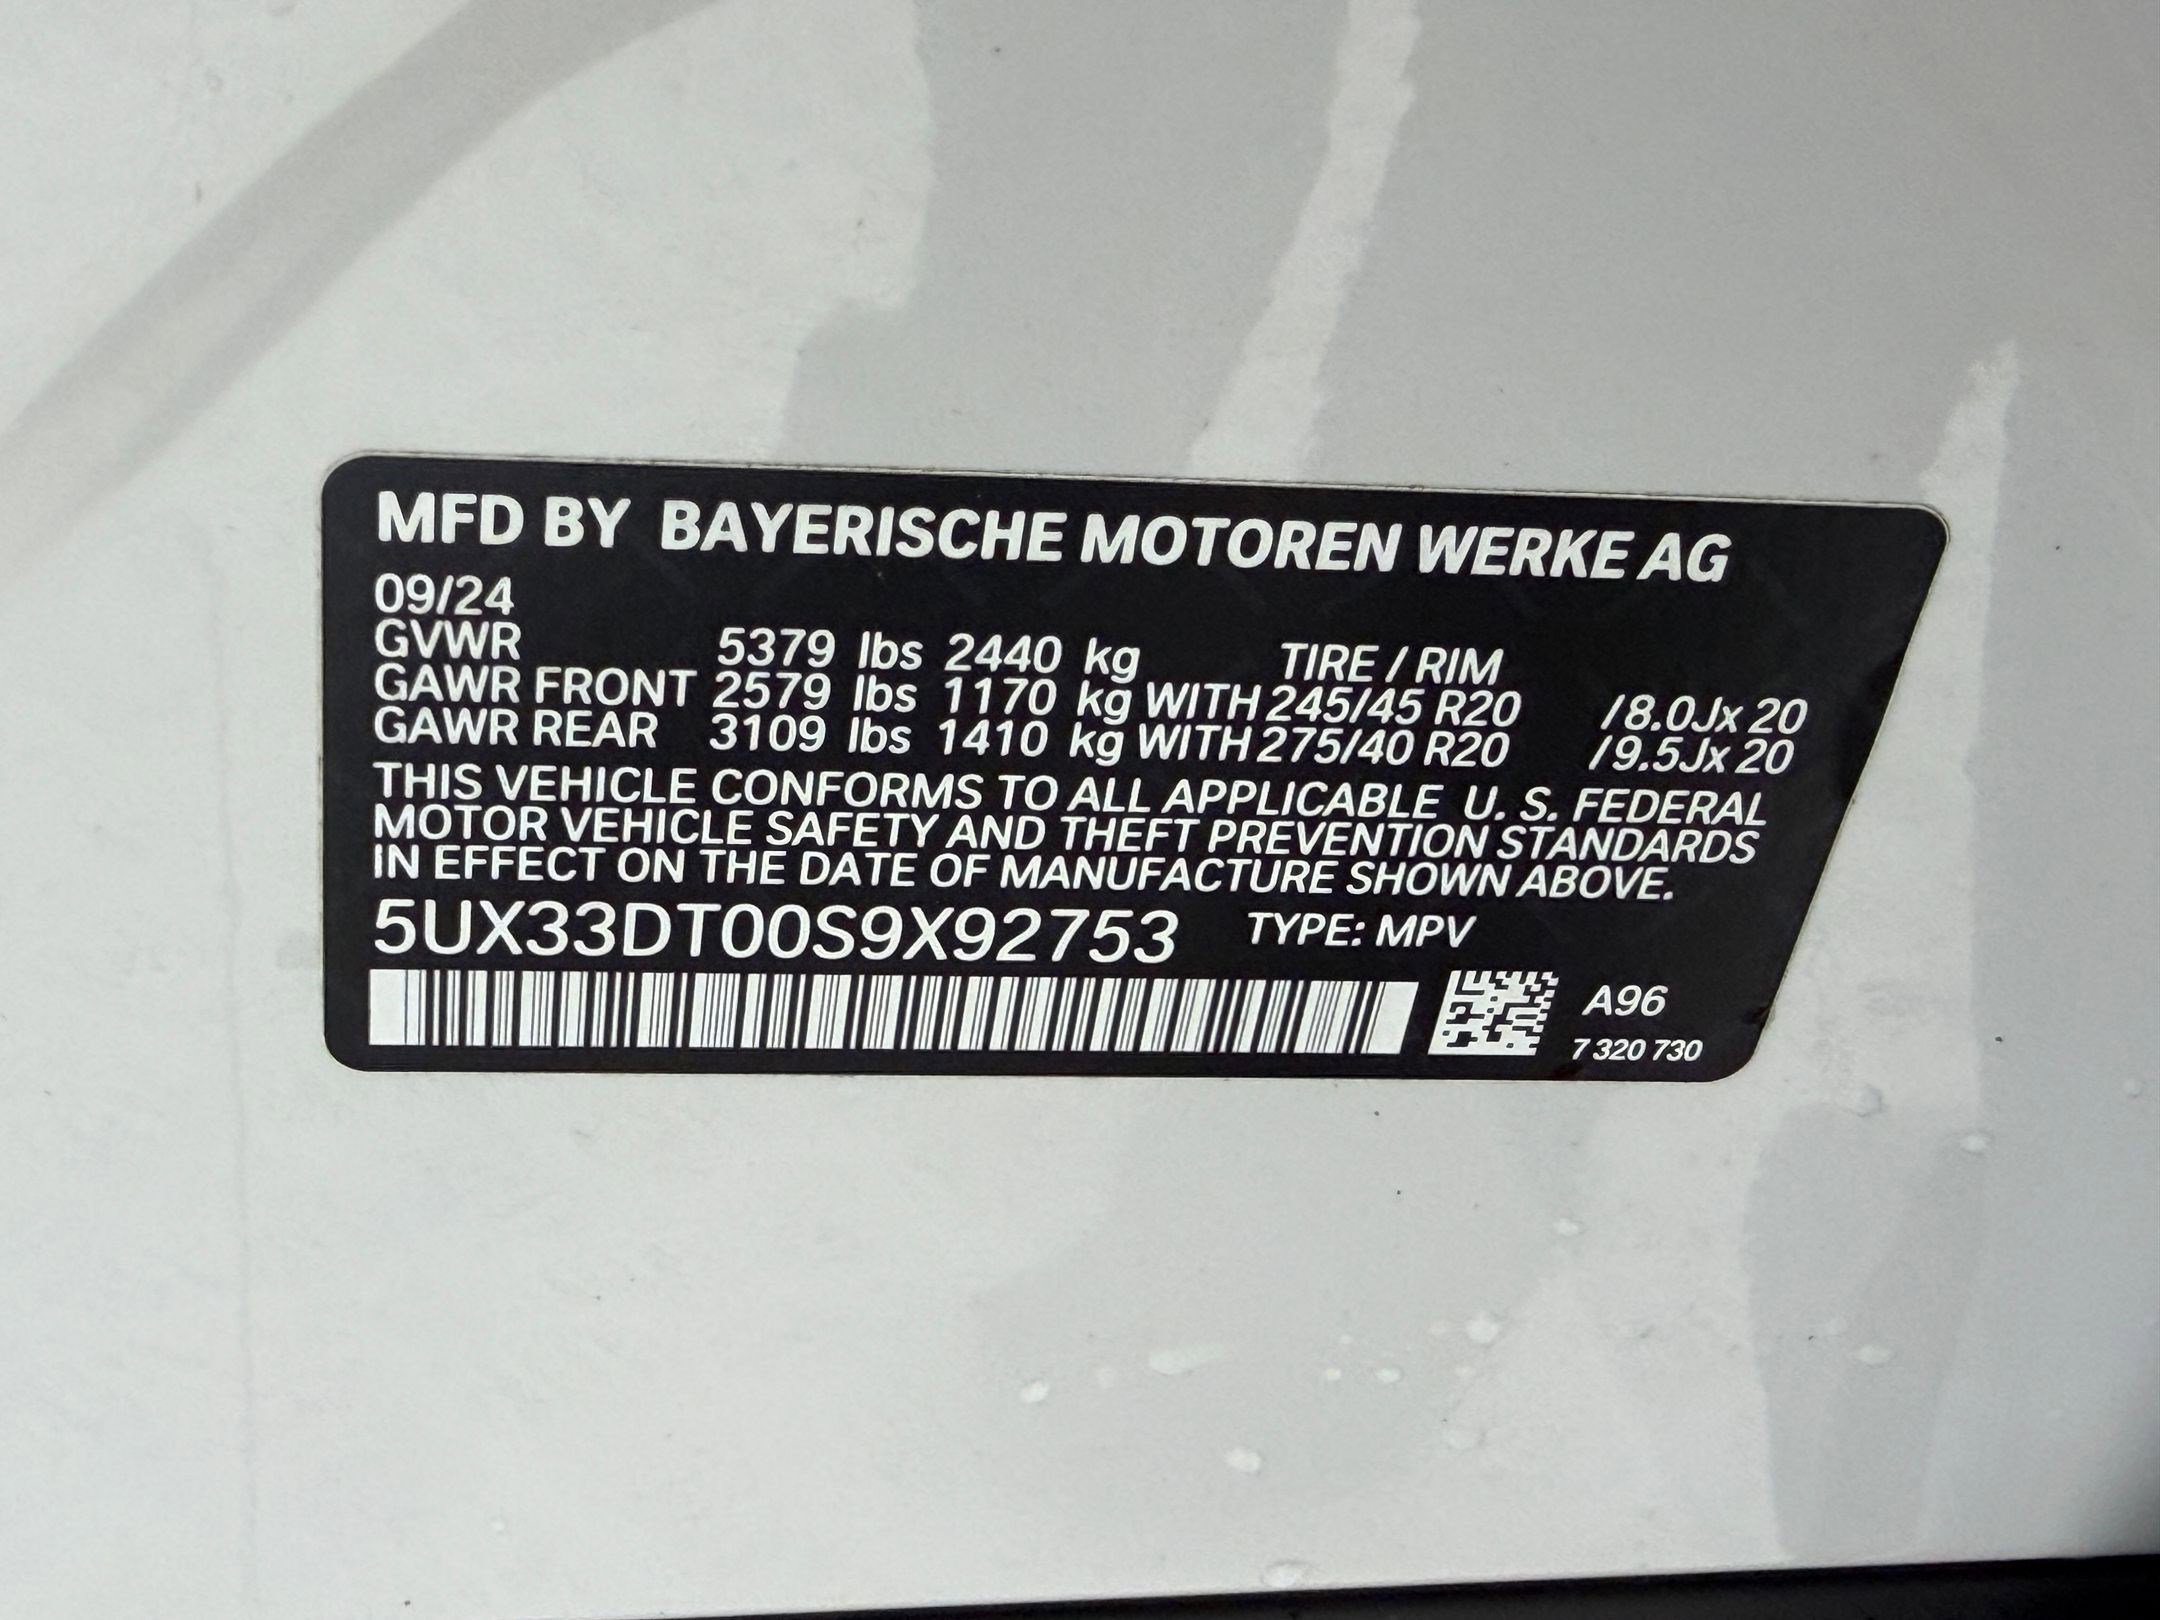 MFD BY BAYERISCHE MOTOREN WERKE AG
09/24
GVWR 5379 lbs 2440 kg TIRE / RIM
GAWR FRONT 2579 lbs 1170 kg WITH 245/45 R20 /8.0Jx 20
GAWR REAR 3109 lbs 1410 kg WITH 275/40 R20 /9.5Jx 20
THIS VEHICLE CONFORMS TO ALL APPLICABLE U. S. FEDERAL
MOTOR VEHICLE SAFETY AND THEFT PREVENTION STANDARDS
IN EFFECT ON THE DATE OF MANUFACTURE SHOWN ABOVE.
5UX33DT00S9X92753 TYPE: MPV
A96
7 320 730